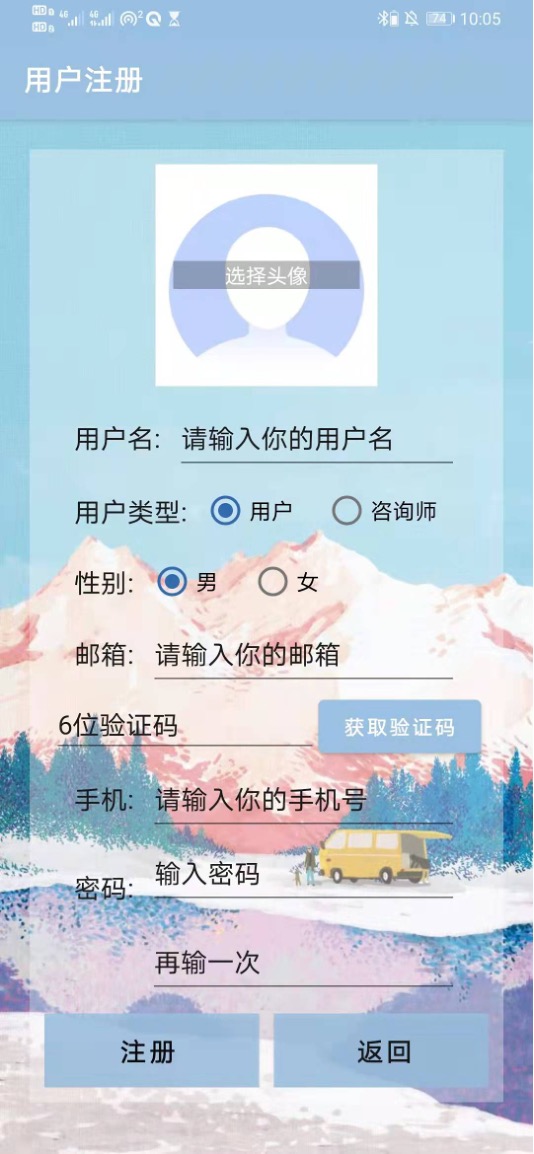 HD 1 4G 4G 2 74 10:05
HD 2
用户注册
选择头像
用户名: 请输入你的用户名
用户类型: 用户 咨询师
性别: 男 女
邮箱: 请输入你的邮箱
6位验证码 获取验证码
手机: 请输入你的手机号
密码: 输入密码
再输一次
注册 返回